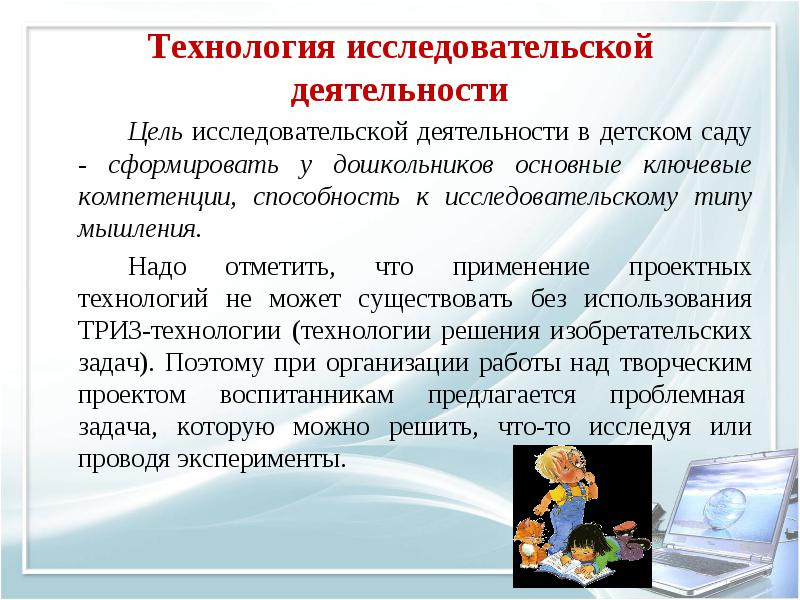 Технология исследовательской
деятельности
Цель исследовательской деятельности в детском саду
- сформировать у дошкольников основные ключевые
компетенции, способность к исследовательскому типу
мышления.
Надо отметить, что применение проектных
технологий не может существовать без использования
ТРИЗ-технологии (технологии решения изобретательских
задач). Поэтому при организации работы над творческим
проектом воспитанникам предлагается проблемная
задача, которую можно решить, что-то исследуя или
проводя эксперименты.